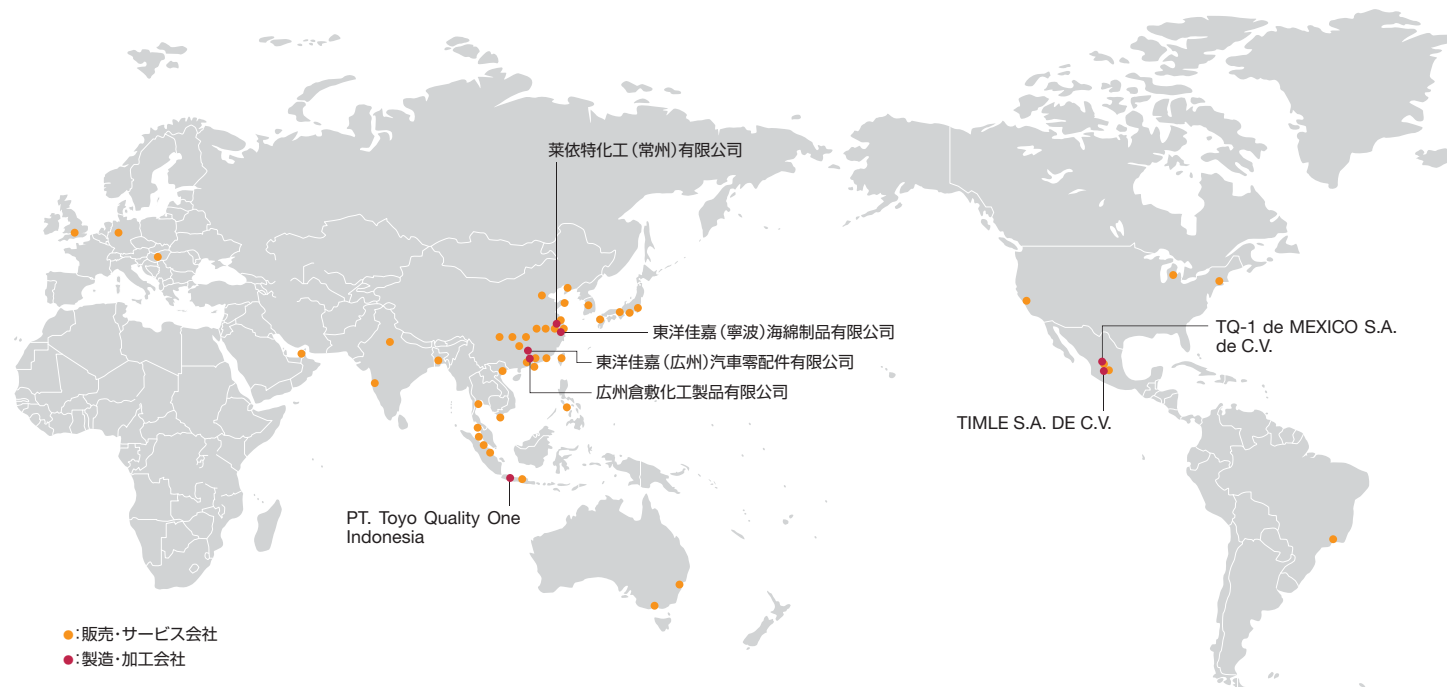 莱依特化工(常州)有限公司
東洋佳嘉(寧波)海綿制品有限公司
東洋佳嘉(広州)汽車零配件有限公司
広州倉敷化工製品有限公司
TQ-1 de MEXICO S.A.
de C.V.
TIMLE S.A. DE C.V.
PT. Toyo Quality One
Indonesia
●:販売・サービス会社
●:製造・加工会社